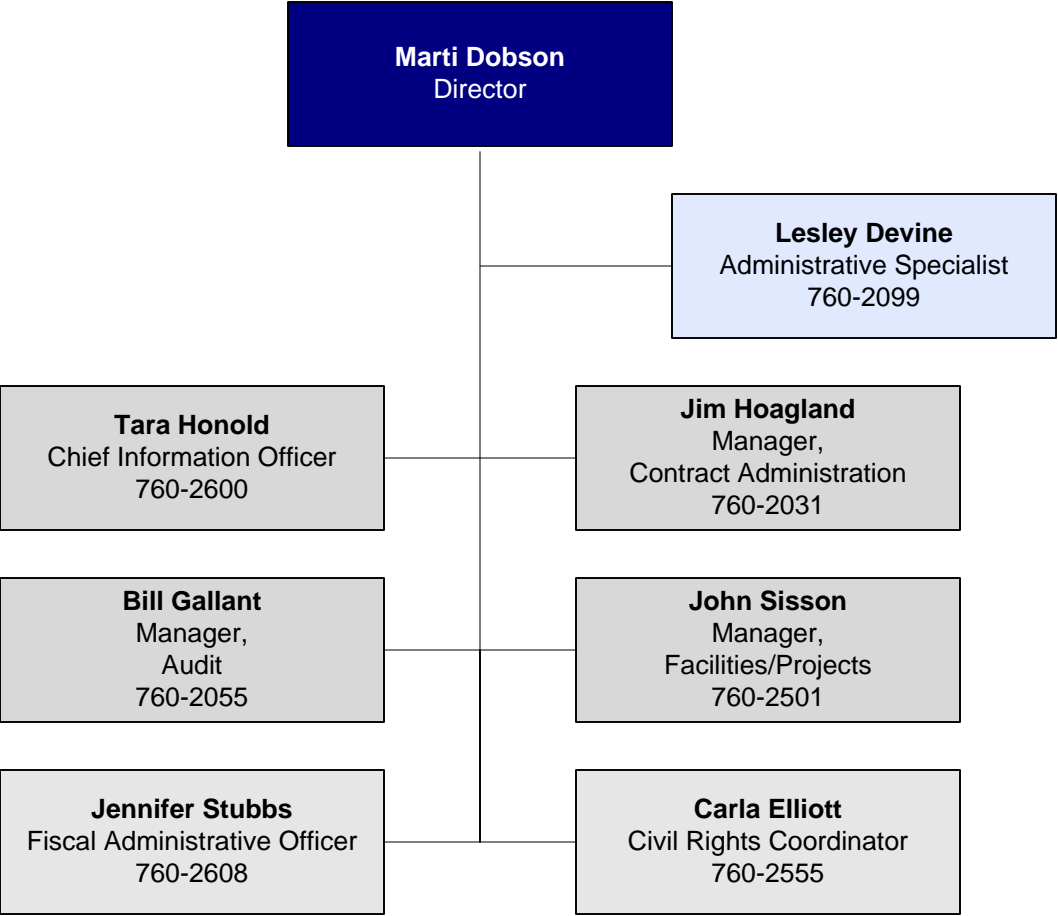 Marti Dobson
Director
Lesley Devine
Administrative Specialist
760-2099
Tara Honold
Chief Information Officer
760-2600
Jim Hoagland
Manager,
Contract Administration
760-2031
Bill Gallant
Manager,
Audit
760-2055
John Sisson
Manager,
Facilities/Projects
760-2501
Jennifer Stubbs
Fiscal Administrative Officer
760-2608
Carla Elliott
Civil Rights Coordinator
760-2555